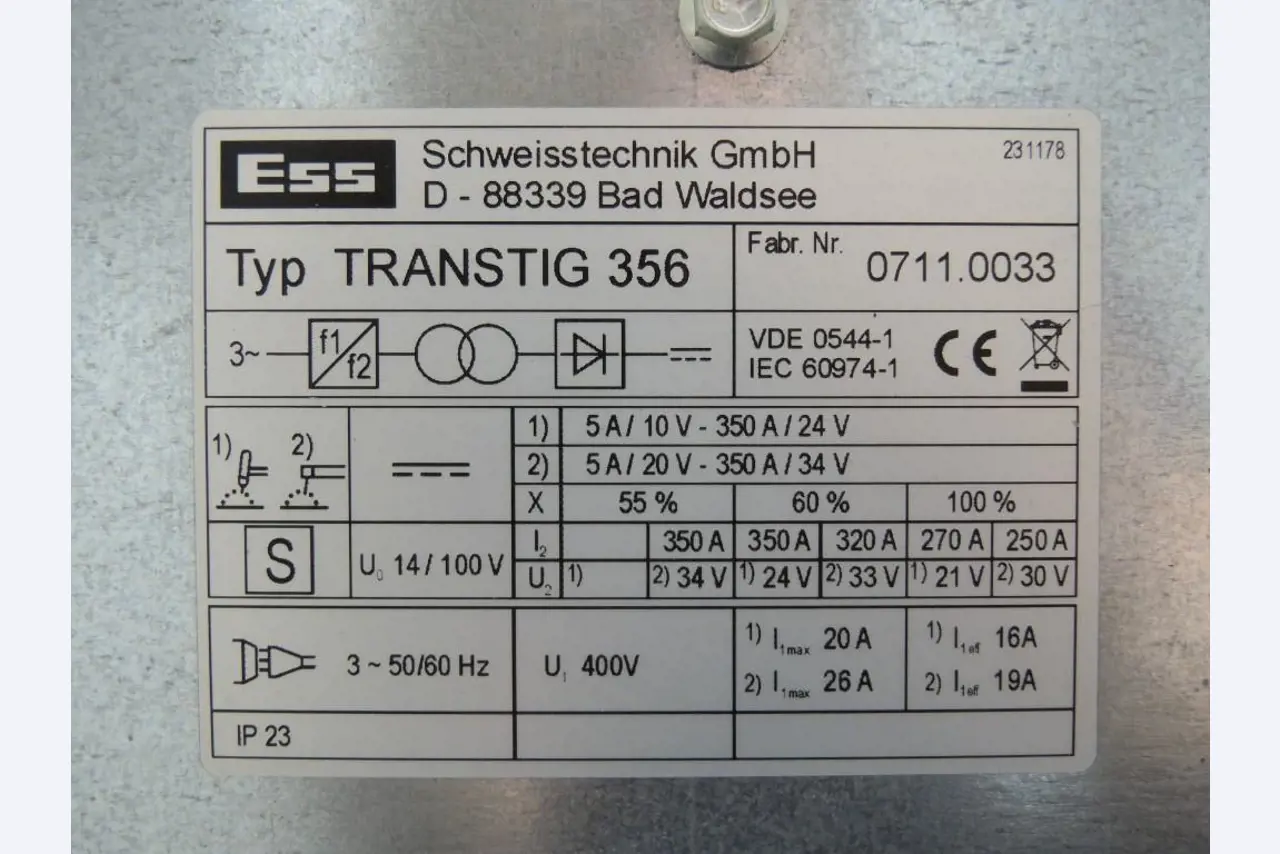 Ess
Schweisstechnik GmbH
D - 88339 Bad Waldsee
231178
Typ TRANSTIG 356
Fabr. Nr. 0711.0033
3~ f1/f2
VDE 0544-1
IEC 60974-1
CE
1) 2)
1) 5 A / 10 V - 350 A / 24 V
2) 5 A / 20 V - 350 A / 34 V
X 55 % 60 % 100 %
S
U0 14 / 100 V
I2 350 A 350 A 320 A 270 A 250 A
U2 1) 2) 34 V 1) 24 V 2) 33 V 1) 21 V 2) 30 V
3 ~ 50/60 Hz
U1 400V
1) I1max 20 A 1) I1eff 16A
2) I1max 26 A 2) I1eff 19A
IP 23